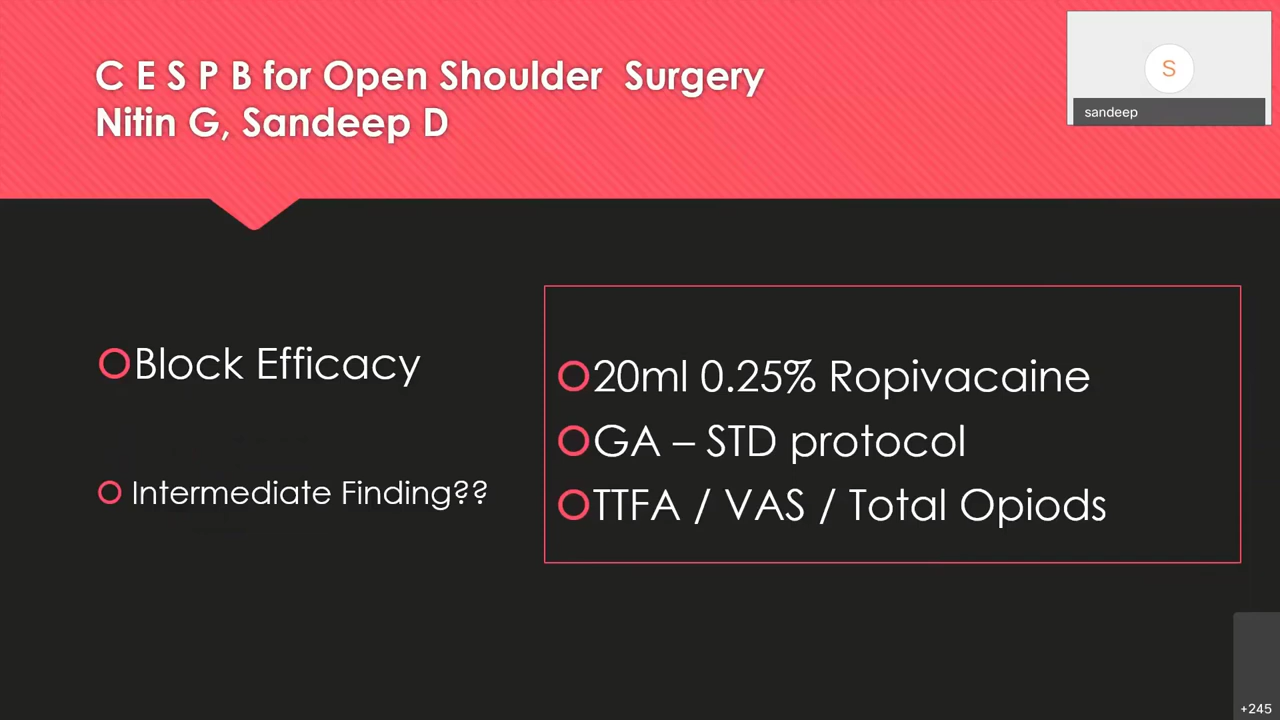 C E S P B for Open Shoulder Surgery
Nitin G, Sandeep D
S
sandeep
Block Efficacy
Intermediate Finding??
20ml 0.25% Ropivacaine
GA – STD protocol
TTFA / VAS / Total Opiods
+245